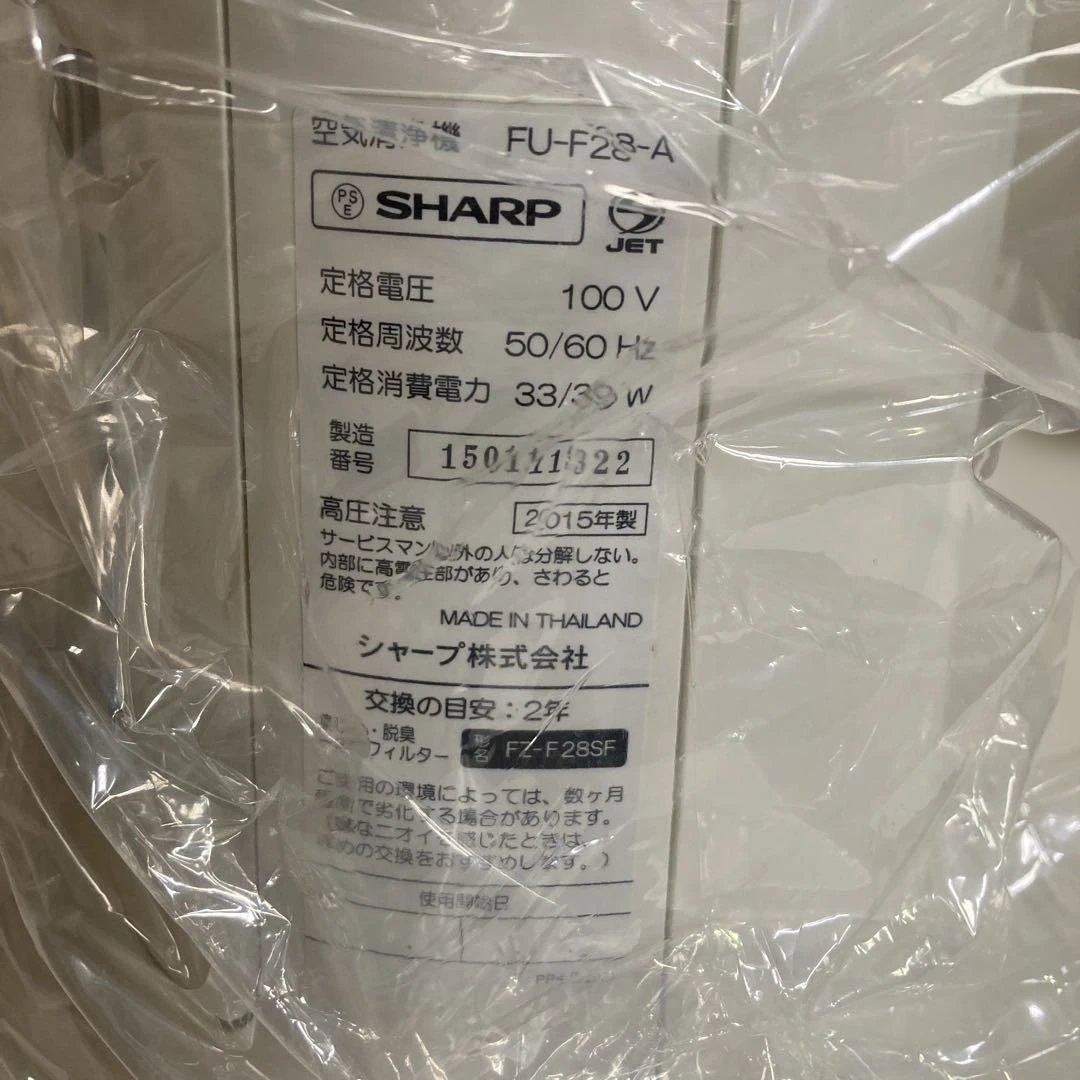 空気清浄機 FU-F28-A
PSE SHARP JET
定格電圧 100 V
定格周波数 50/60 Hz
定格消費電力 33/39 W
製造番号 150111322
高圧注意 2015年製
サービスマン以外の人は分解しない。
内部に高電圧部があり、さわると
危険です。
MADE IN THAILAND
シャープ株式会社
交換の目安：2年
・脱臭
フィルター 形名 FZ-F28SF
ご使用の環境によっては、数ヶ月
で劣化する場合があります。
なニオイを感じたときは、
の交換をおすすめします。）
使用開始日